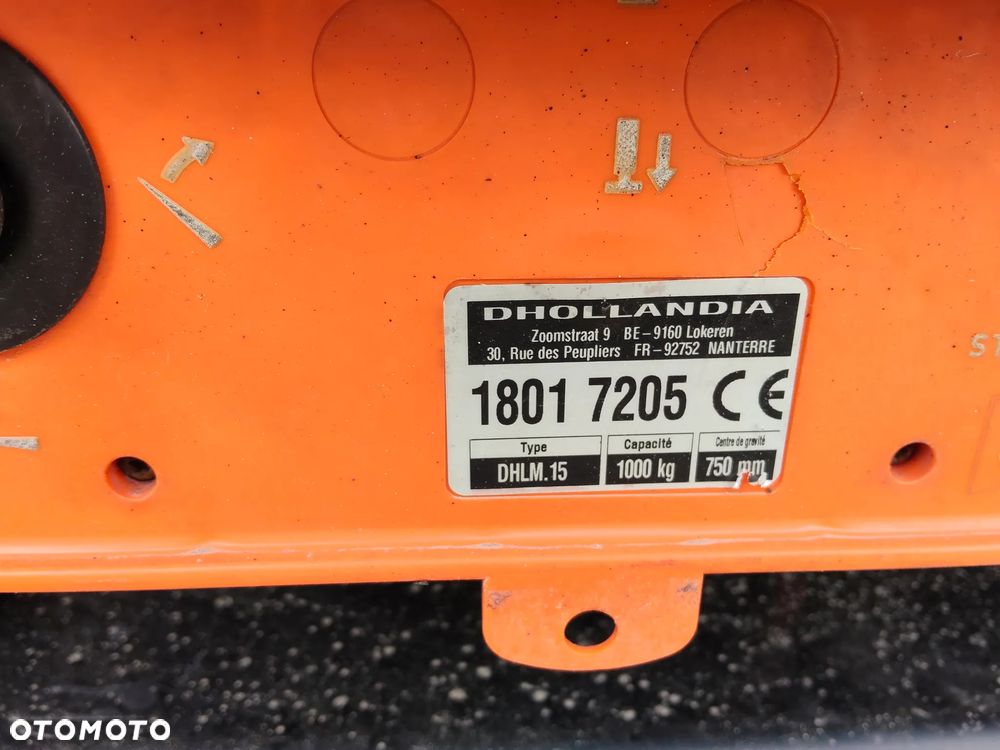 DHOLLANDIA
Zoomstraat 9 BE-9160 Lokeren
30, Rue des Peupliers FR-92752 NANTERRE
1801 7205 CE
Type Capacité Centre de gravité
DHLM.15 1000 kg 750 mm
OTOMOTO